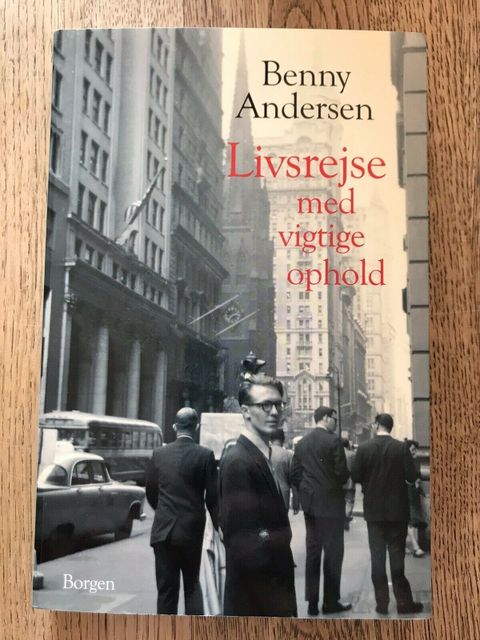 Benny
Andersen
Livsrejse
med
vigtige
ophold
Borgen